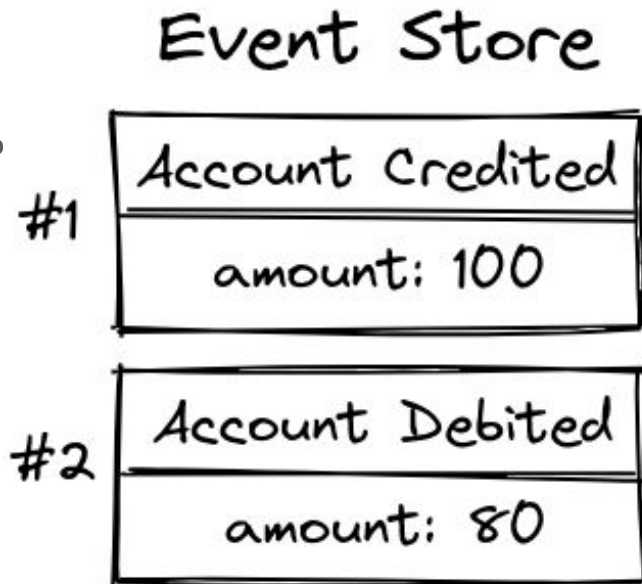 Event Store
#1
Account Credited
amount: 100
#2
Account Debited
amount: 80